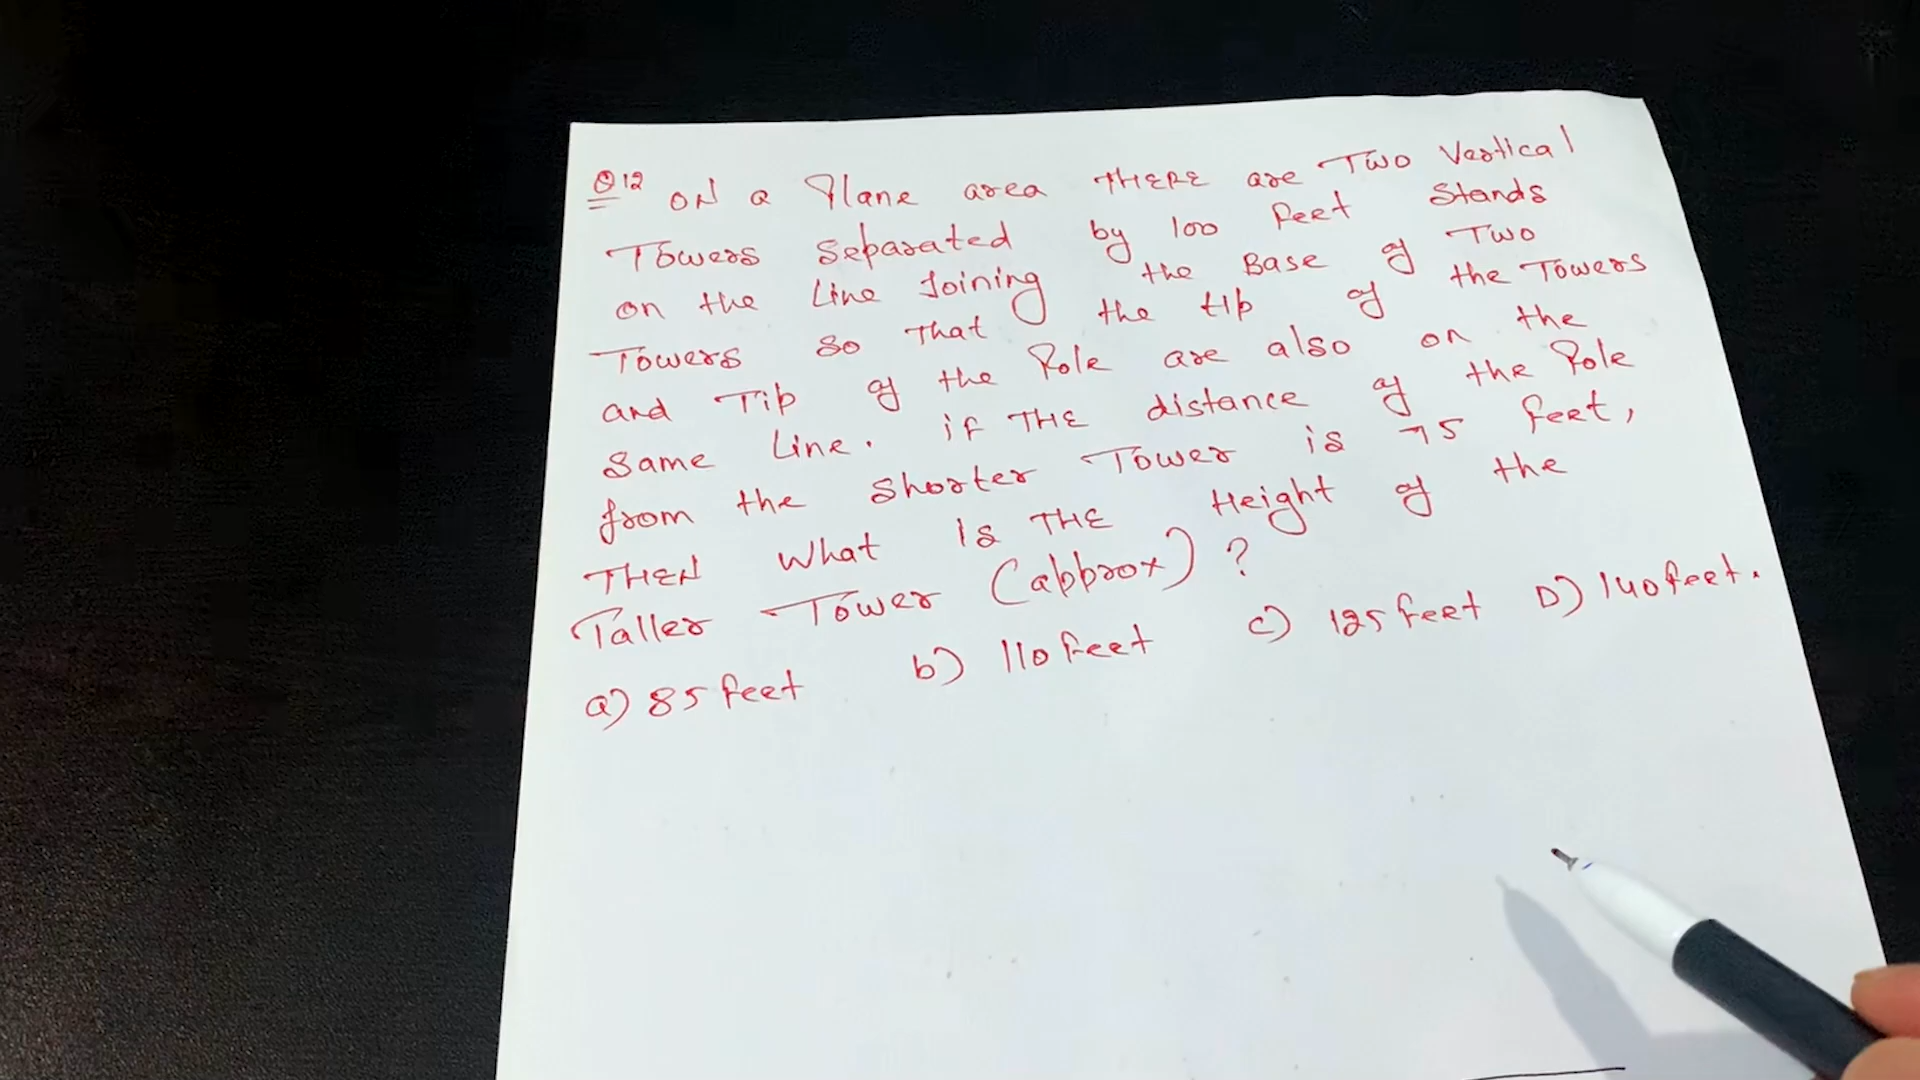 Q12 ON a Plane area THERE are Two Vertical
Towers Separated by 100 feet Stands
on the Line Joining the Base of Two
Towers so That the tip of the Towers
and Tip of the Pole are also on the
Same Line. if THE distance of the Pole
from the Shorter Tower is 75 feet,
THEN What is THE Height of the
Taller Tower (approx) ?
a) 85 feet b) 110 feet c) 125 feet D) 140 feet.